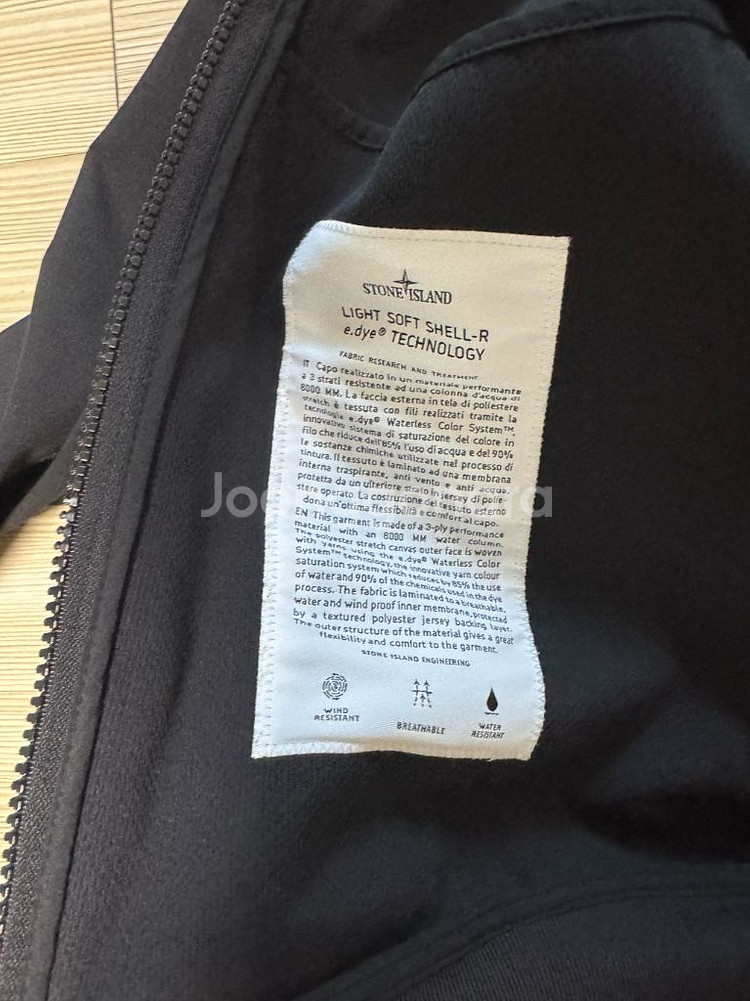 STONE ISLAND
LIGHT SOFT SHELL-R
e.dye® TECHNOLOGY
FABRIC RESEARCH AND TREATMENT
IT Capo realizzato in un materiale performante
a 3 strati resistente ad una colonna d'acqua di
8000 MM. La faccia esterna in tela di poliestere
stretch è tessuta con fili realizzati tramite la
tecnologia e.dye® Waterless Color System™,
innovativo sistema di saturazione del colore in
filo che riduce dell'85% l'uso di acqua e del 90%
le sostanze chimiche utilizzate nel processo di
tintura. Il tessuto è laminato ad una membrana
interna traspirante, anti vento e anti acqua,
protetta da un ulteriore strato in jersey di polie-
stere operato. La costruzione del tessuto esterno
dona un'ottima flessibilità e comfort al capo.
EN This garment is made of a 3-ply performance
material with an 8000 MM water column.
The polyester stretch canvas outer face is woven
with yarns using the e.dye® Waterless Color
System™ technology, the innovative yarn colour
saturation system which reduces by 85% the use
of water and 90% of the chemicals used in the dye
process. The fabric is laminated to a breathable,
water and wind proof inner membrane, protected
by a textured polyester jersey backing layer.
The outer structure of the material gives a great
flexibility and comfort to the garment.
STONE ISLAND ENGINEERING
WIND
RESISTANT
BREATHABLE
WATER
RESISTANT